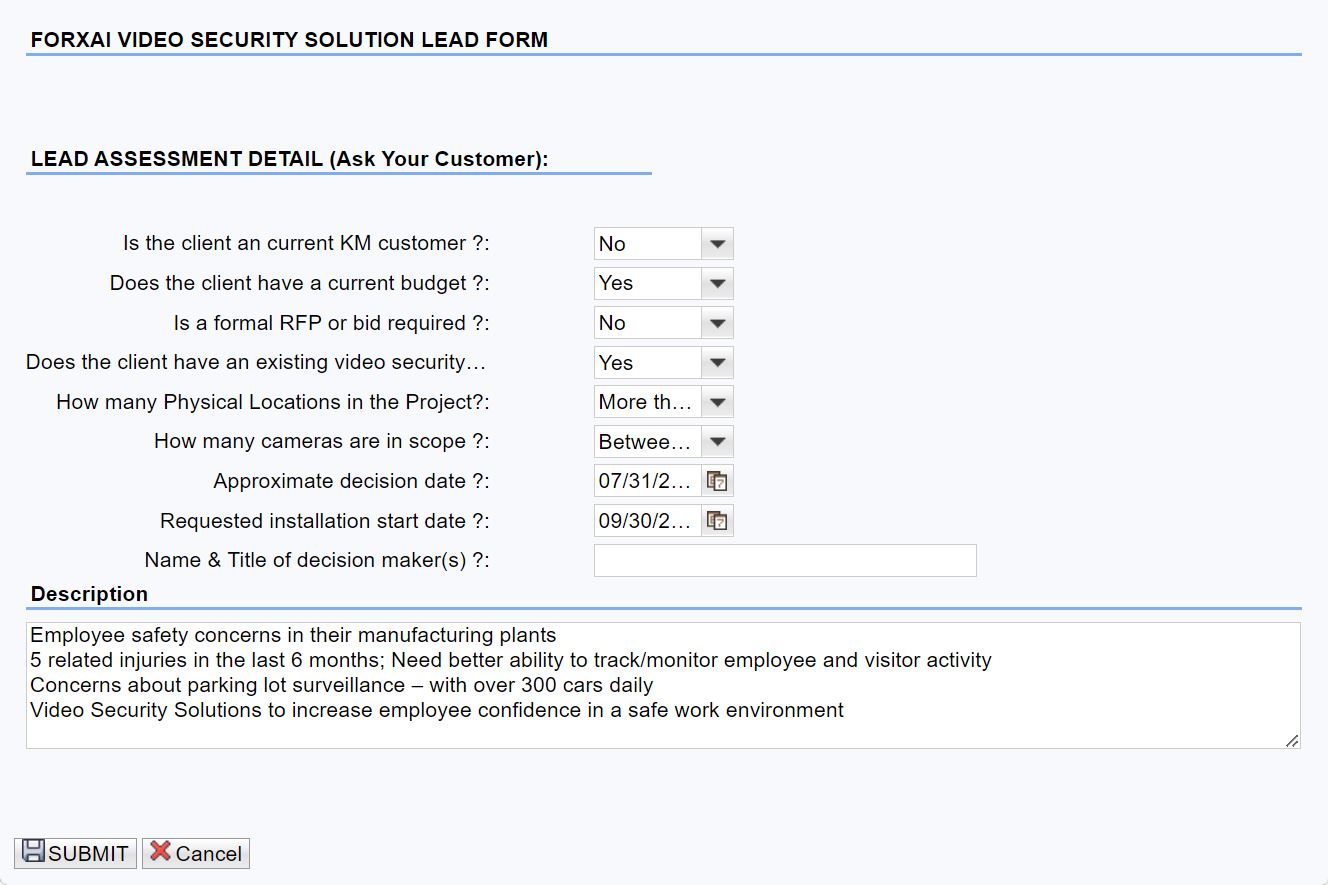 FORXAI VIDEO SECURITY SOLUTION LEAD FORM
LEAD ASSESSMENT DETAIL (Ask Your Customer):
Is the client an current KM customer ?: No
Does the client have a current budget ?: Yes
Is a formal RFP or bid required ?: No
Does the client have an existing video security… Yes
How many Physical Locations in the Project?: More th…
How many cameras are in scope ?: Betwee…
Approximate decision date ?: 07/31/2…
Requested installation start date ?: 09/30/2…
Name & Title of decision maker(s) ?:
Description
Employee safety concerns in their manufacturing plants
5 related injuries in the last 6 months; Need better ability to track/monitor employee and visitor activity
Concerns about parking lot surveillance – with over 300 cars daily
Video Security Solutions to increase employee confidence in a safe work environment
SUBMIT Cancel